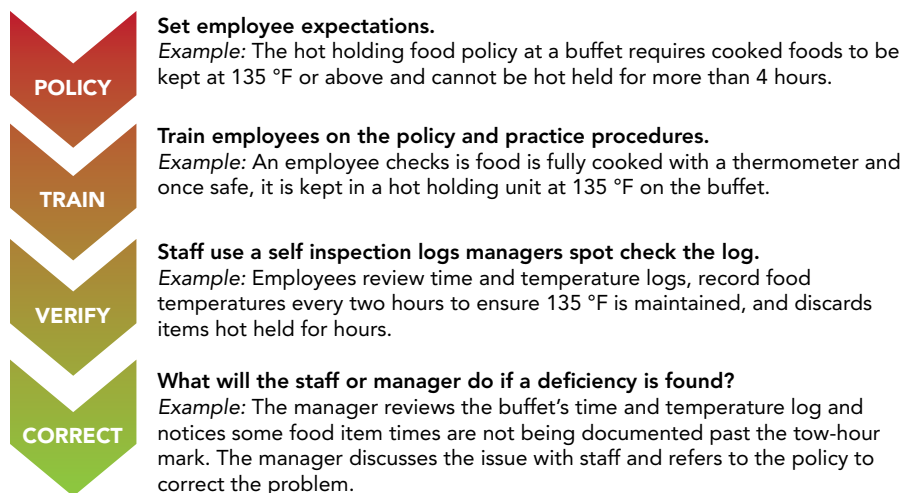 POLICY
Set employee expectations.
Example: The hot holding food policy at a buffet requires cooked foods to be
kept at 135 °F or above and cannot be hot held for more than 4 hours.
TRAIN
Train employees on the policy and practice procedures.
Example: An employee checks is food is fully cooked with a thermometer and
once safe, it is kept in a hot holding unit at 135 °F on the buffet.
VERIFY
Staff use a self inspection logs managers spot check the log.
Example: Employees review time and temperature logs, record food
temperatures every two hours to ensure 135 °F is maintained, and discards
items hot held for hours.
CORRECT
What will the staff or manager do if a deficiency is found?
Example: The manager reviews the buffet’s time and temperature log and
notices some food item times are not being documented past the tow-hour
mark. The manager discusses the issue with staff and refers to the policy to
correct the problem.